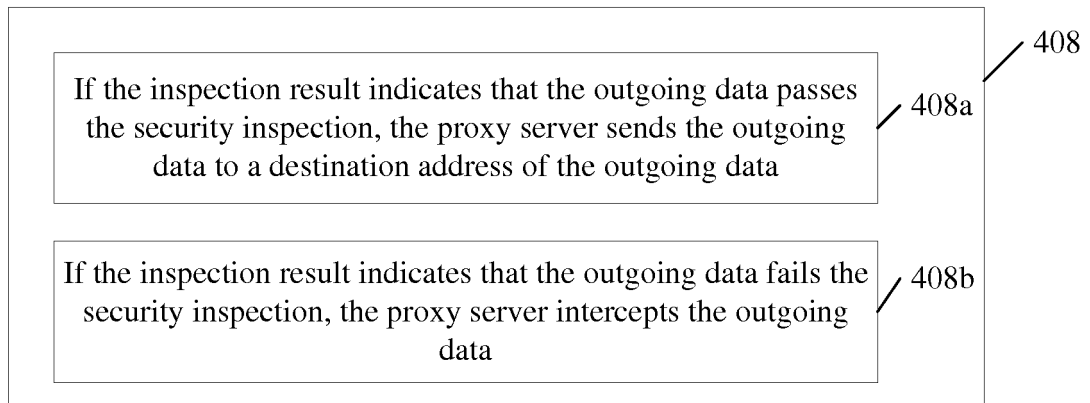 408
If the inspection result indicates that the outgoing data passes
the security inspection, the proxy server sends the outgoing
data to a destination address of the outgoing data
408a
If the inspection result indicates that the outgoing data fails the
security inspection, the proxy server intercepts the outgoing
data
408b